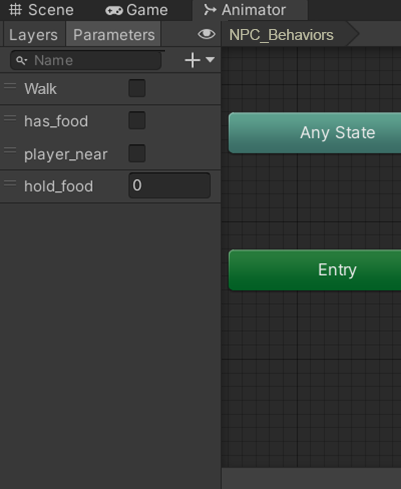 Scene Game Animator
Layers Parameters NPC_Behaviors
Name
Walk
has_food
player_near
hold_food 0
Any State
Entry